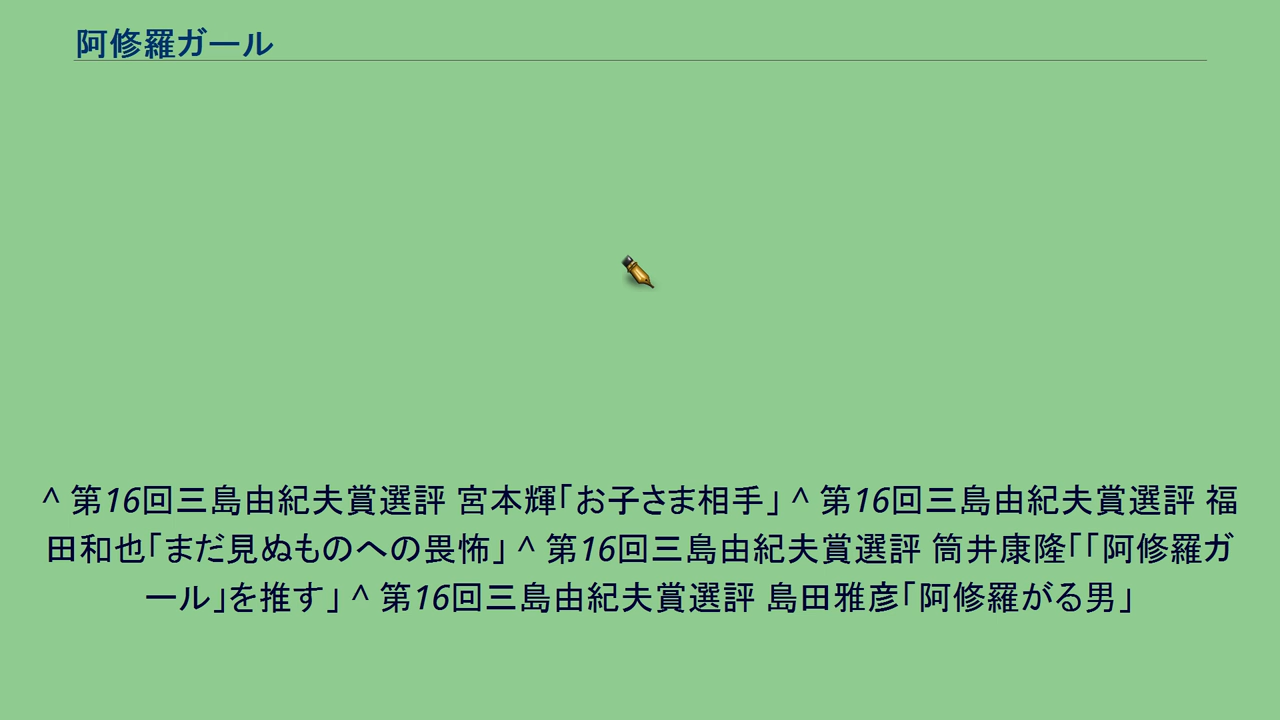 阿修羅ガール
^ 第16回三島由紀夫賞選評 宮本輝｢お子さま相手｣ ^ 第16回三島由紀夫賞選評 福
田和也｢まだ見ぬものへの畏怖｣ ^ 第16回三島由紀夫賞選評 筒井康隆｢｢阿修羅ガ
ール｣を推す｣ ^ 第16回三島由紀夫賞選評 島田雅彦｢阿修羅がる男｣